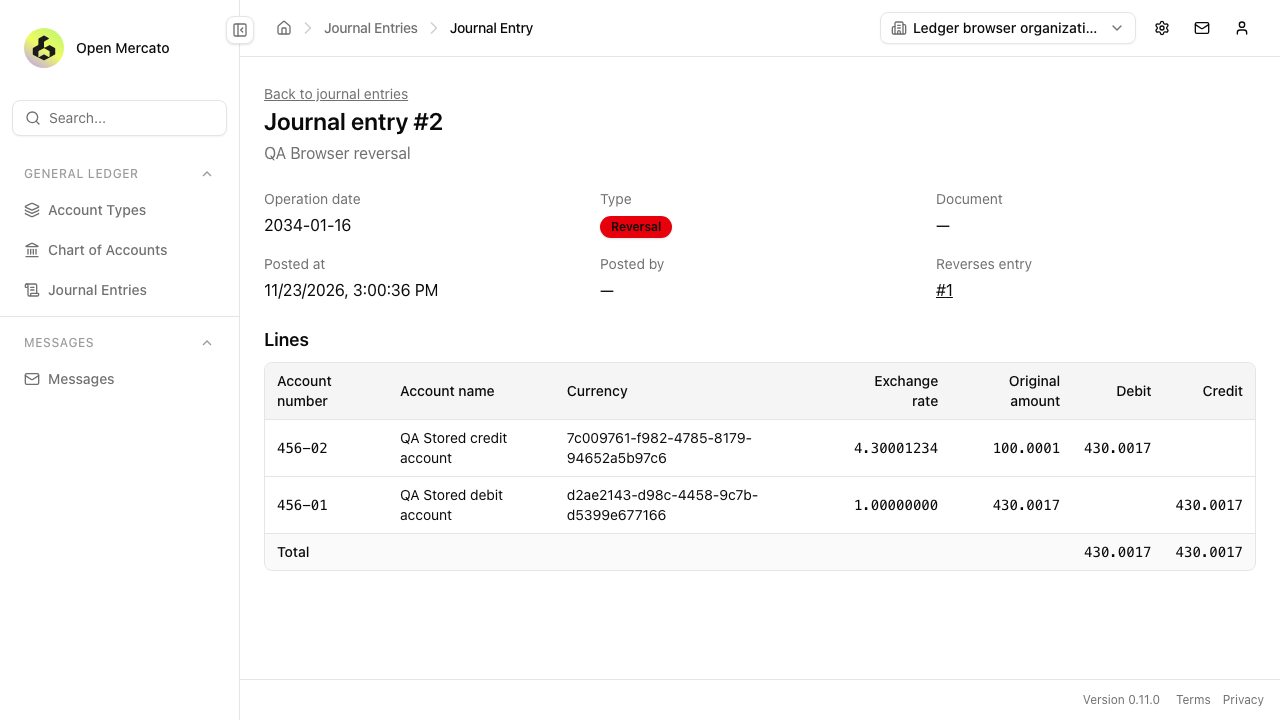 Open Mercato
Journal Entries
Journal Entry
Ledger browser organizati...
Search...
GENERAL LEDGER
Account Types
Chart of Accounts
Journal Entries
MESSAGES
Messages
Back to journal entries
Journal entry #2
QA Browser reversal
Operation date
Type
Document
2034-01-16
Reversal
—
Posted at
Posted by
Reverses entry
11/23/2026, 3:00:36 PM
—
#1
Lines
Account number
Account name
Currency
Exchange rate
Original amount
Debit
Credit
456-02
QA Stored credit account
7c009761-f982-4785-8179-94652a5b97c6
4.30001234
100.0001
430.0017
456-01
QA Stored debit account
d2ae2143-d98c-4458-9c7b-d5399e677166
1.00000000
430.0017
430.0017
Total
430.0017
430.0017
Version 0.11.0
Terms
Privacy